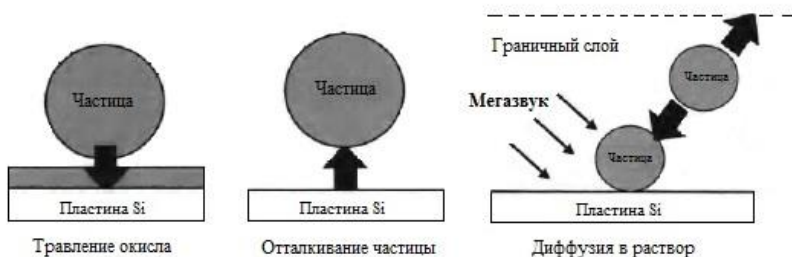 Частица
Пластина Si
Травление окисла
Частица
Пластина Si
Отталкивание частицы
Граничный слой
Частица
Мегазвук
Частица
Пластина Si
Диффузия в раствор